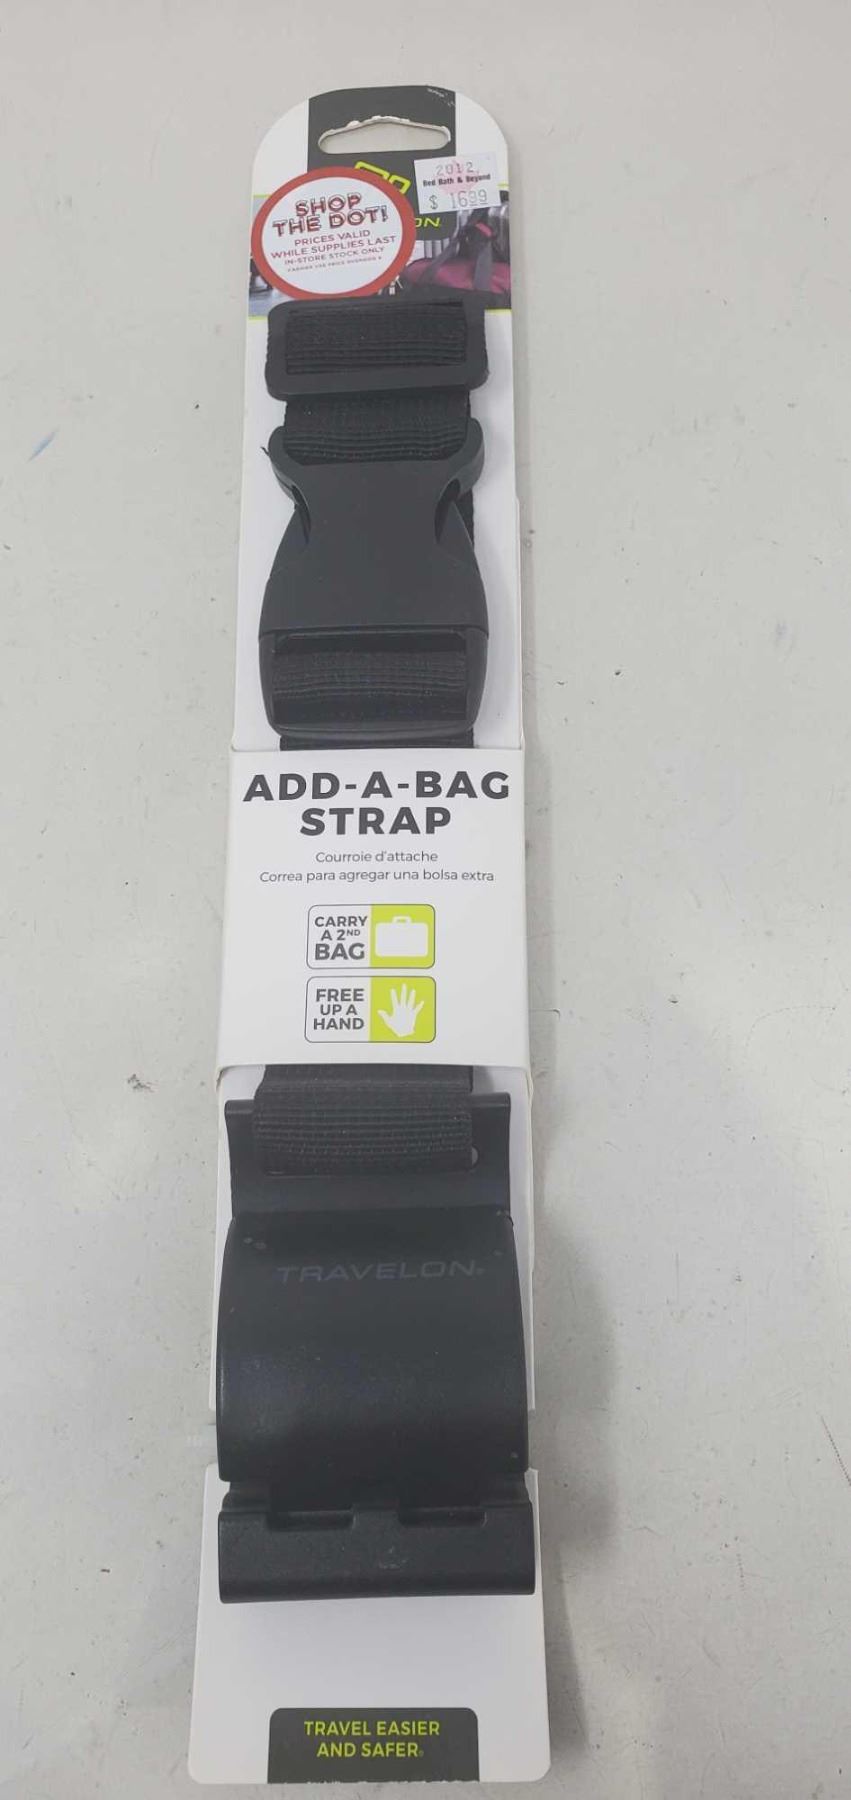 2012
Bed Bath & Beyond
$ 16.99
SHOP
THE DOT!
PRICES VALID
WHILE SUPPLIES LAST
IN-STORE STOCK ONLY
ON
ADD-A-BAG
STRAP
Courroie d'attache
Correa para agregar una bolsa extra
CARRY
A 2ND
BAG
FREE
UP A
HAND
TRAVELON®
TRAVEL EASIER
AND SAFER®